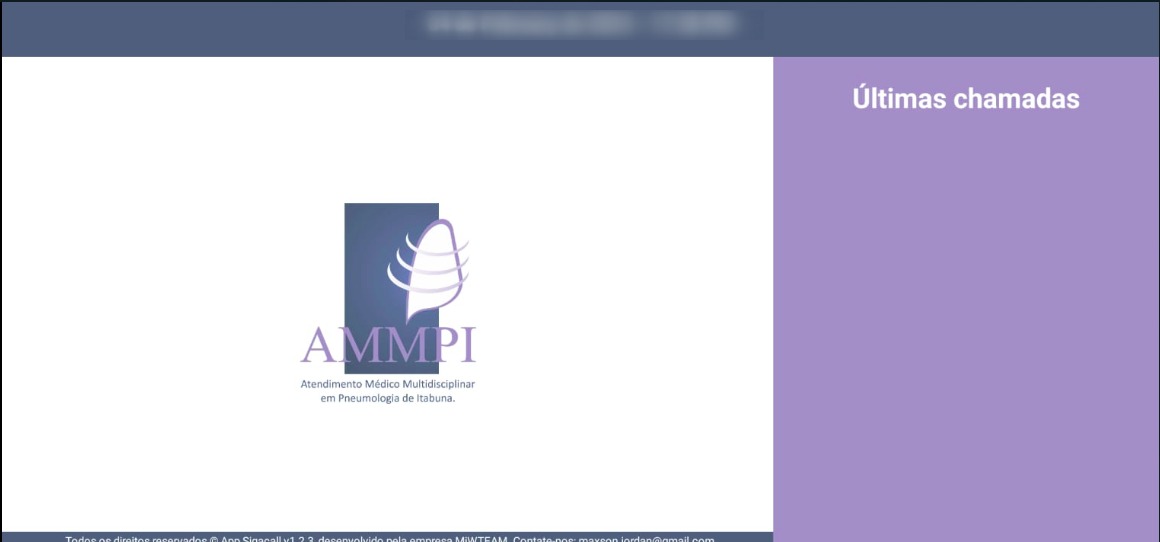 Últimas chamadas
AMMPI
Atendimento Médico Multidisciplinar
em Pneumologia de Itabuna.
Todos os direitos reservados © App Sigacall v1.2.3, desenvolvido pela empresa MiWTEAM. Contate-nos: maxson.jordan@gmail.com